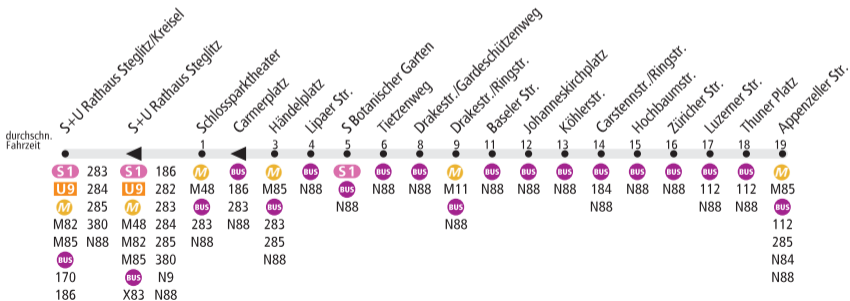 S+U Rathaus Steglitz/Kreisel
S+U Rathaus Steglitz
Schlossparktheater
Carmerplatz
Händelplatz
Lipaer Str.
S Botanischer Garten
Tietzenweg
Drakestr./Gardeschützenweg
Drakestr./Ringstr.
Baseler Str.
Johanneskirchplatz
Köhlerstr.
Carstennstr./Ringstr.
Hochbaumstr.
Züricher Str.
Luzerner Str.
Thuner Platz
Appenzeller Str.
durchschn.
Fahrzeit
1 3 4 5 6 8 9 11 12 13 14 15 16 17 18 19
S1 283
U9 284
M 285
M82 380
M85 N88
BUS
170
186
S1 186
U9 282
M 283
M48 284
M82 285
M85 380
BUS N9
X83 N88
M
M48
BUS
283
N88
BUS
186
283
N88
M
M85
BUS
283
285
N88
BUS
N88
S1
BUS
N88
BUS
N88
BUS
N88
M
M11
BUS
N88
BUS
N88
BUS
N88
BUS
N88
BUS
184
N88
BUS
N88
BUS
N88
BUS
112
N88
BUS
112
N88
M
M85
BUS
112
285
N84
N88